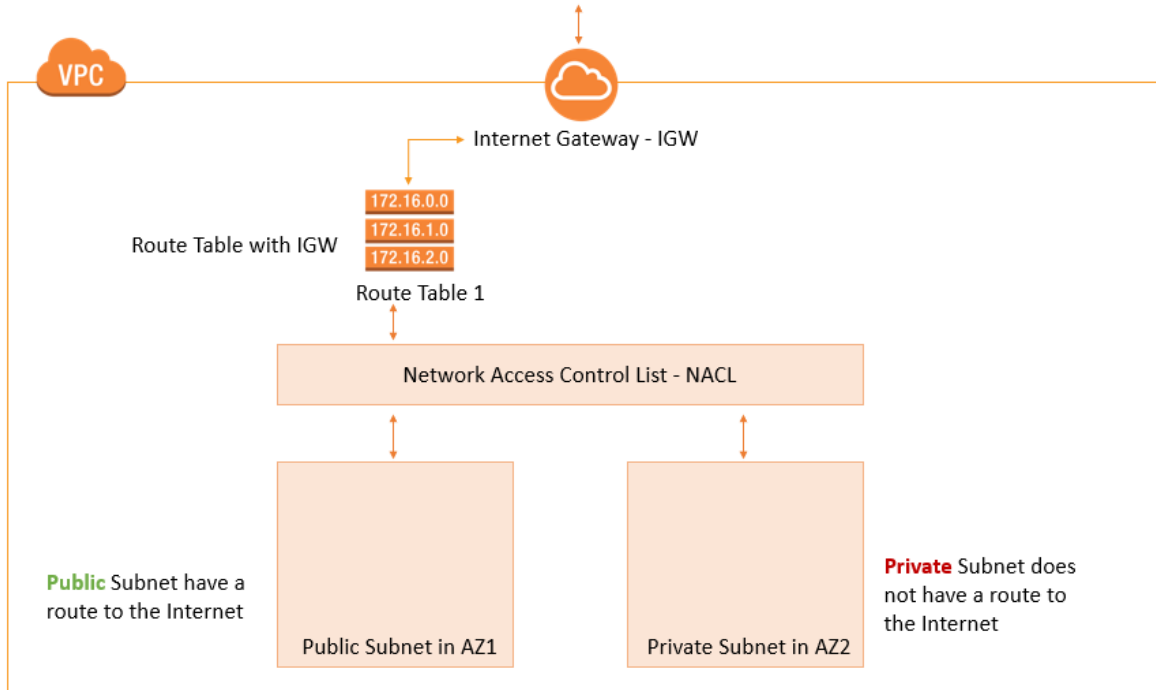 VPC
Internet Gateway - IGW
172.16.0.0
172.16.1.0
172.16.2.0
Route Table with IGW
Route Table 1
Network Access Control List - NACL
Public Subnet have a
route to the Internet
Public Subnet in AZ1
Private Subnet in AZ2
Private Subnet does
not have a route to
the Internet